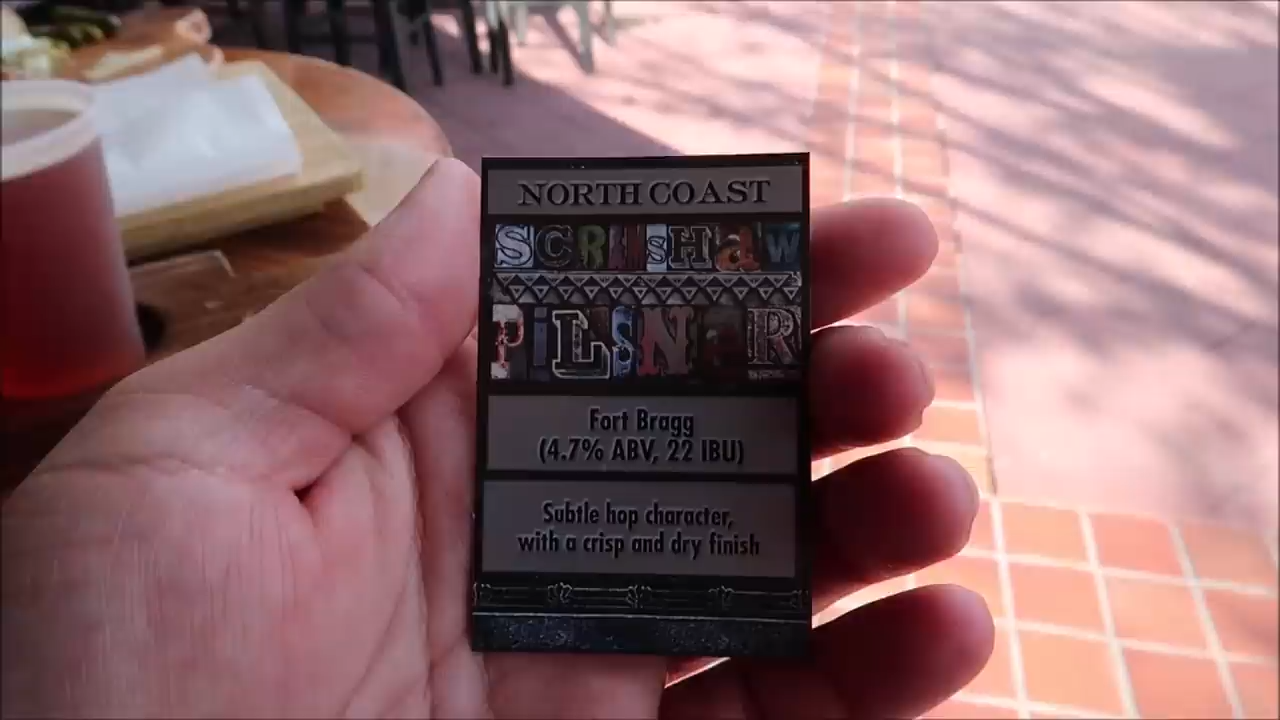 NORTH COAST
SCRIMSHAW
PILSNER
Fort Bragg
(4.7% ABV, 22 IBU)
Subtle hop character,
with a crisp and dry finish